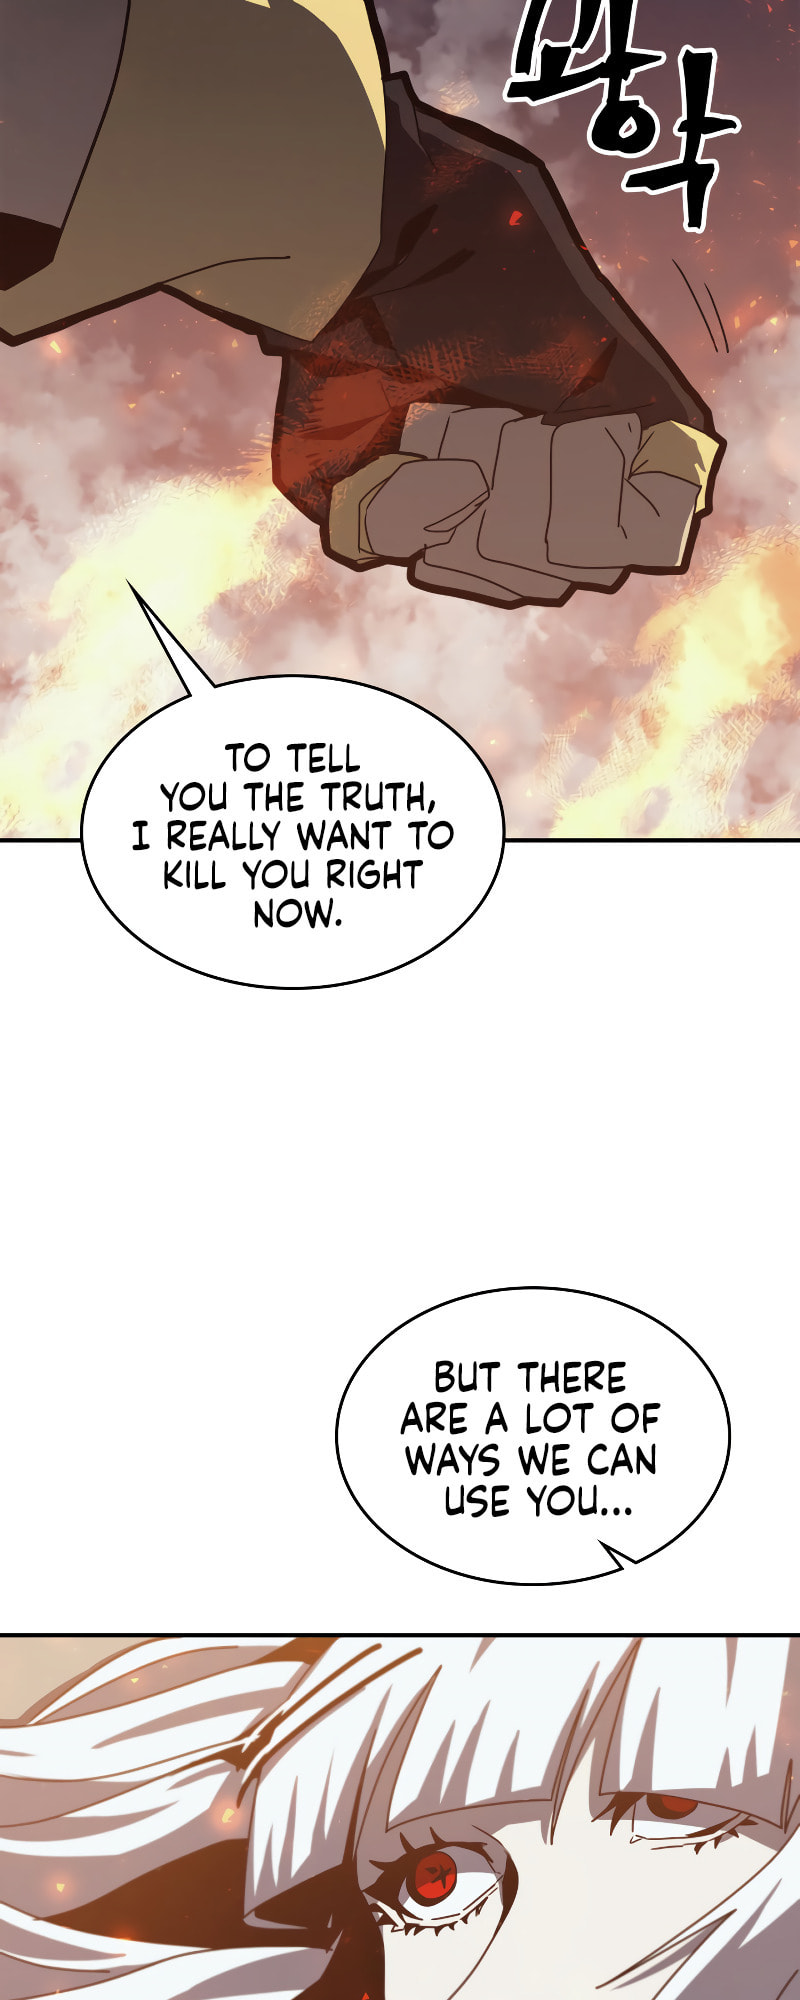 콰악
TO TELL
YOU THE TRUTH,
I REALLY WANT TO
KILL YOU RIGHT
NOW.
BUT THERE
ARE A LOT OF
WAYS WE CAN
USE YOU...